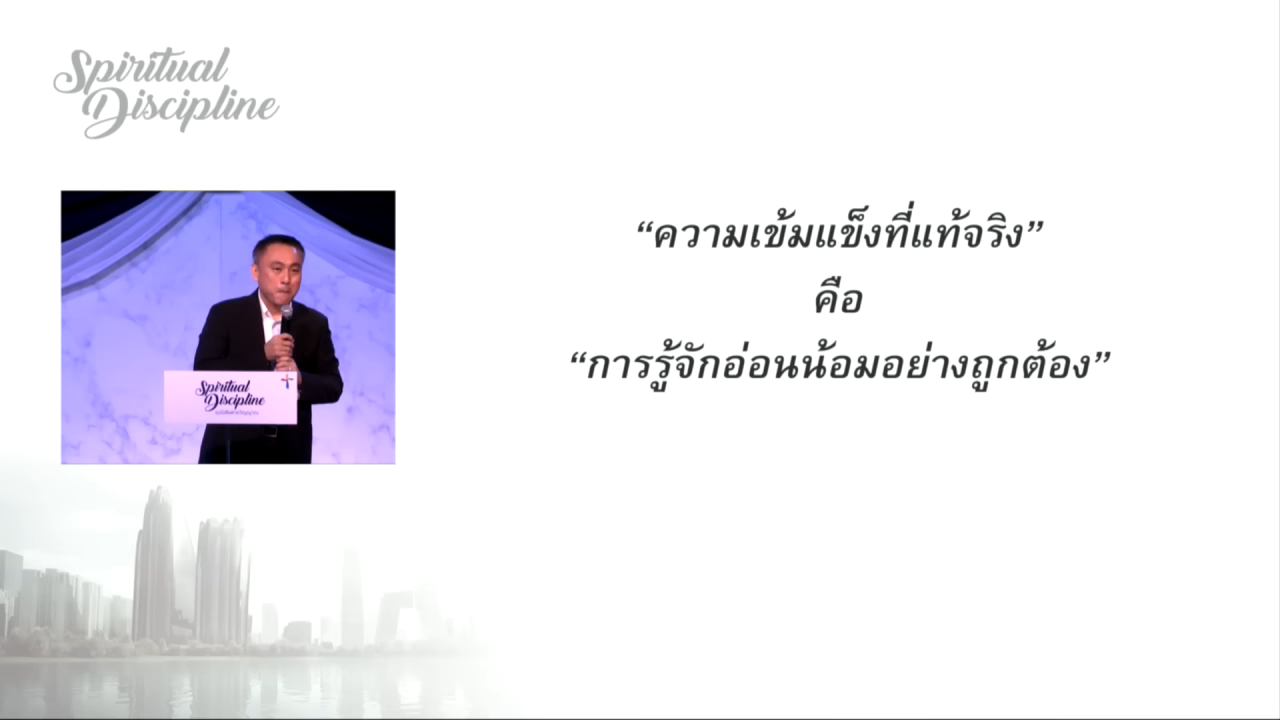 Spiritual
Discipline
“ความเข้มแข็งที่แท้จริง”
คือ
“การรู้จักอ่อนน้อมอย่างถูกต้อง”
Spiritual
Discipline